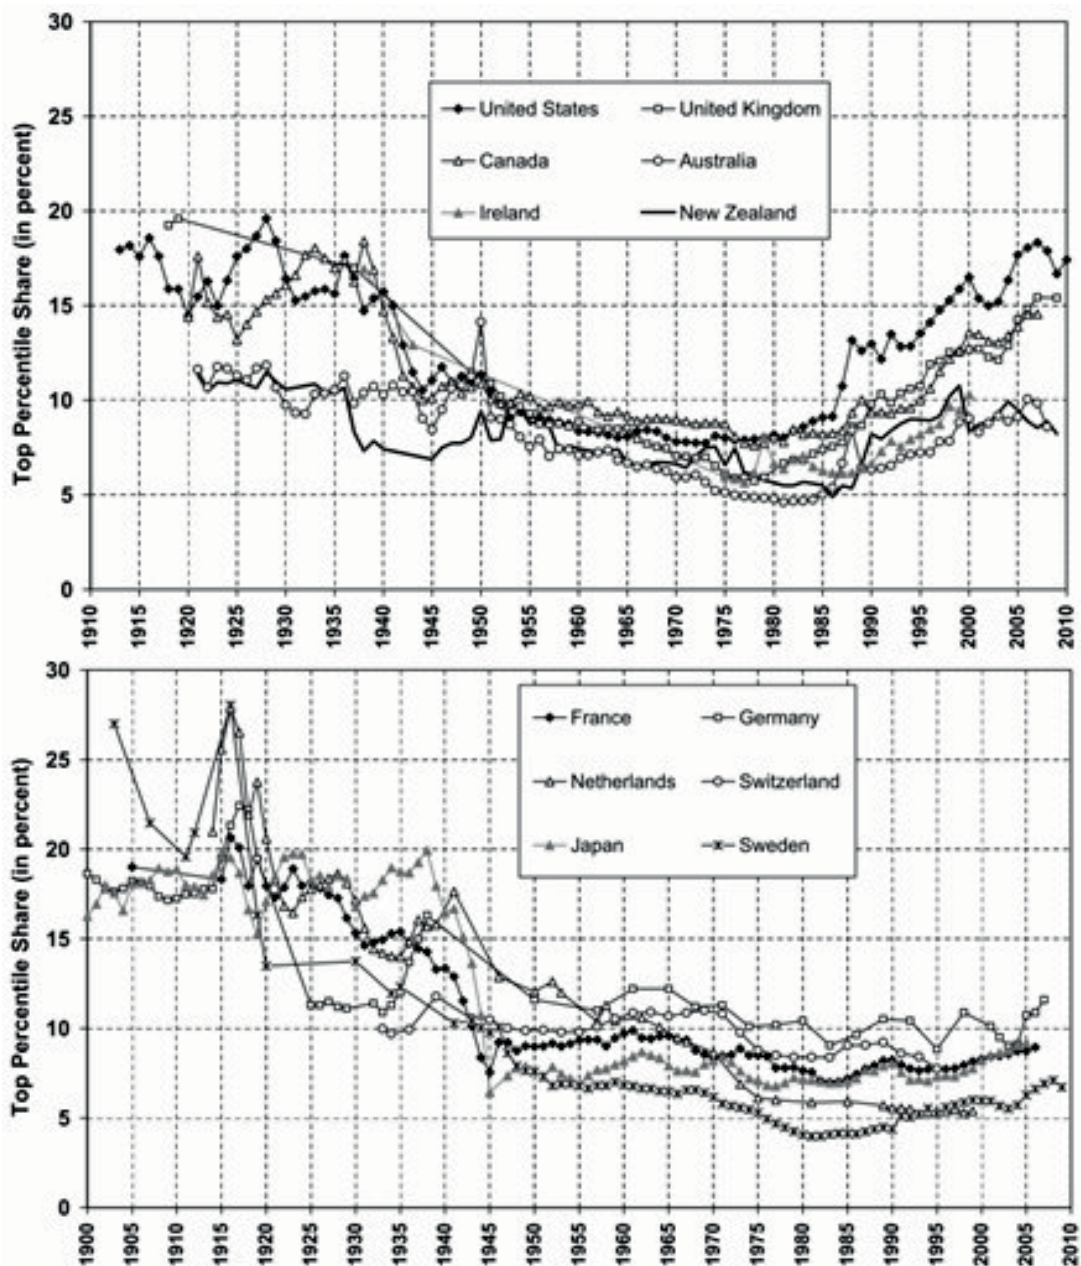 30
25
20
15
10
5
0
Top Percentile Share (in percent)
United States
United Kingdom
Canada
Australia
Ireland
New Zealand
1910 1915 1920 1925 1930 1935 1940 1945 1950 1955 1960 1965 1970 1975 1980 1985 1990 1995 2000 2005 2010
30
25
20
15
10
5
0
Top Percentile Share (in percent)
France
Germany
Netherlands
Switzerland
Japan
Sweden
1900 1905 1910 1915 1920 1925 1930 1935 1940 1945 1950 1955 1960 1965 1970 1975 1980 1985 1990 1995 2000 2005 2010